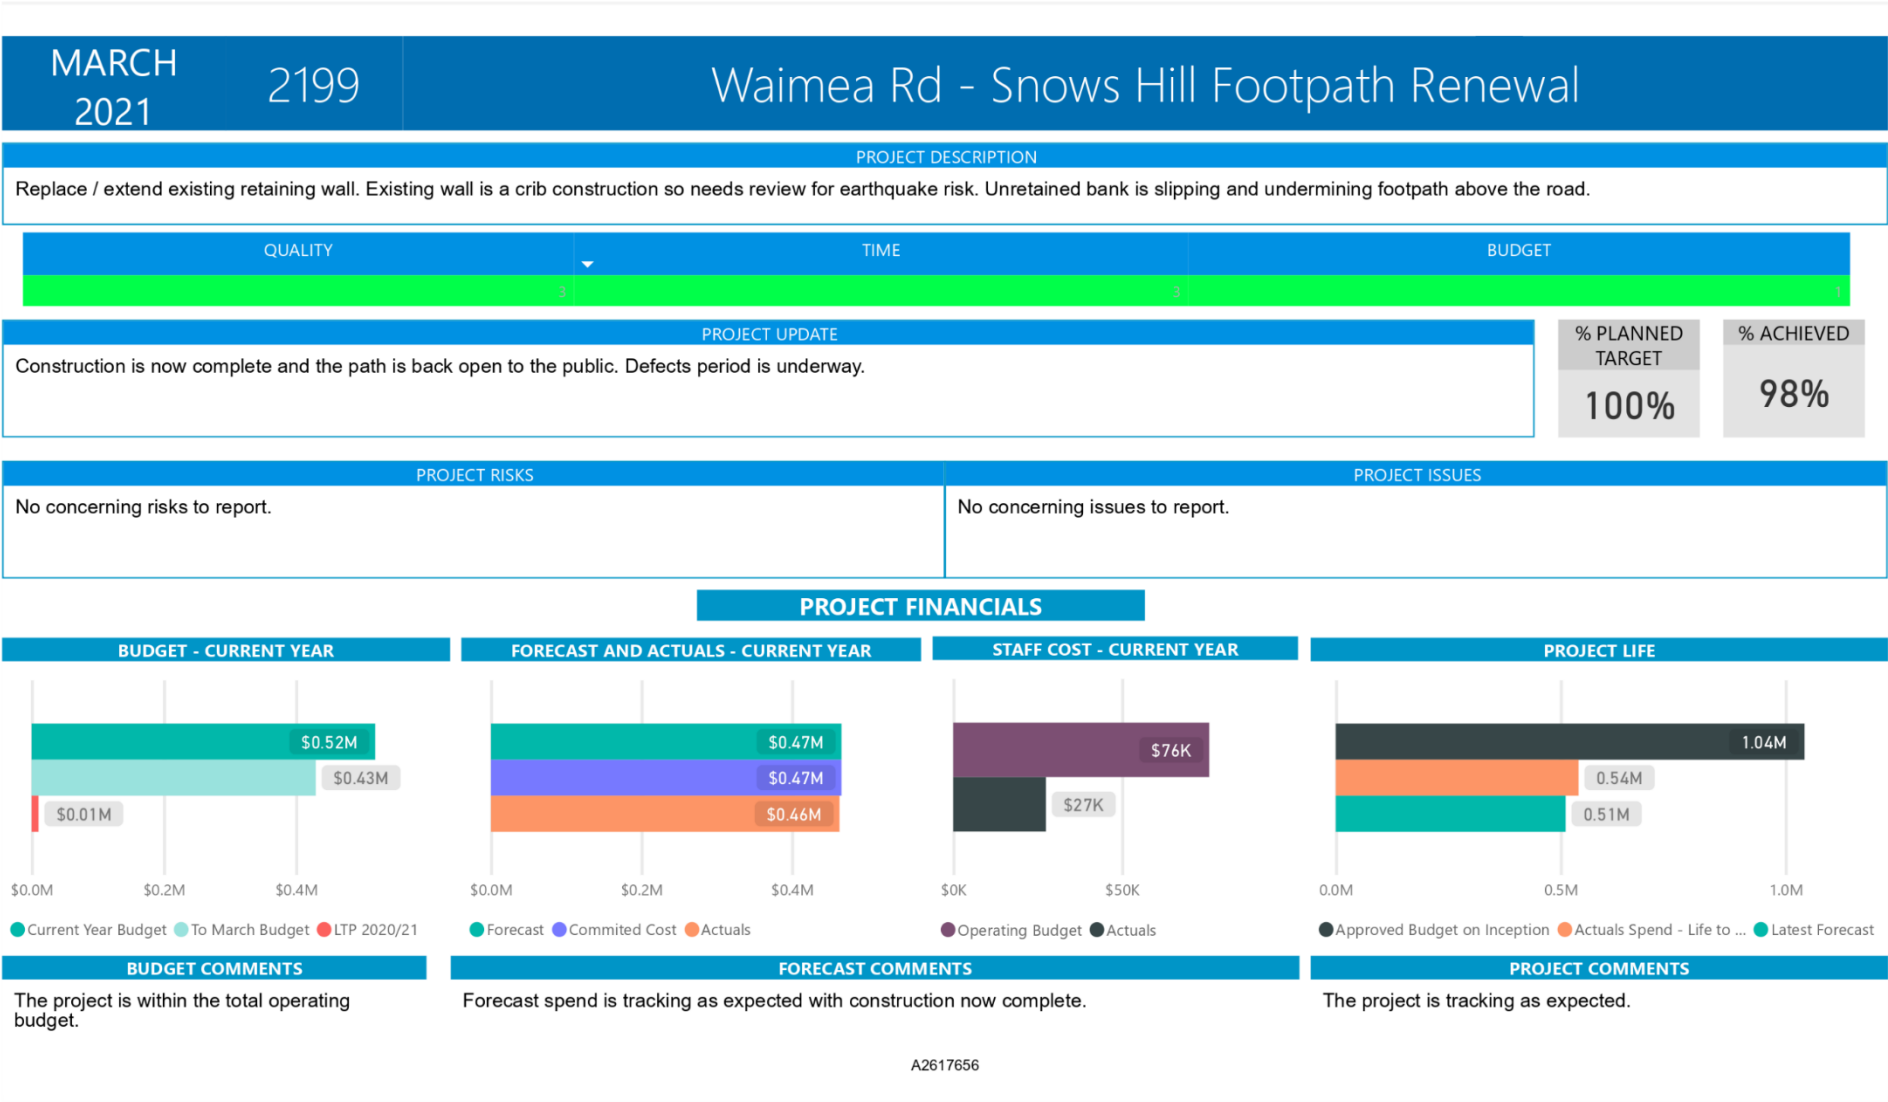 MARCH
2021
2199
Waimea Rd - Snows Hill Footpath Renewal
PROJECT DESCRIPTION
Replace / extend existing retaining wall. Existing wall is a crib construction so needs review for earthquake risk. Unretained bank is slipping and undermining footpath above the road.
QUALITY
TIME
BUDGET
3
3
1
PROJECT UPDATE
Construction is now complete and the path is back open to the public. Defects period is underway.
% PLANNED
TARGET
100%
% ACHIEVED
98%
PROJECT RISKS
No concerning risks to report.
PROJECT ISSUES
No concerning issues to report.
PROJECT FINANCIALS
BUDGET - CURRENT YEAR
$0.52M
$0.43M
$0.01M
$0.0M
$0.2M
$0.4M
Current Year Budget
To March Budget
LTP 2020/21
FORECAST AND ACTUALS - CURRENT YEAR
$0.47M
$0.47M
$0.46M
$0.0M
$0.2M
$0.4M
Forecast
Commited Cost
Actuals
STAFF COST - CURRENT YEAR
$76K
$27K
$0K
$50K
Operating Budget
Actuals
PROJECT LIFE
1.04M
0.54M
0.51M
0.0M
0.5M
1.0M
Approved Budget on Inception
Actuals Spend - Life to ...
Latest Forecast
BUDGET COMMENTS
The project is within the total operating
budget.
FORECAST COMMENTS
Forecast spend is tracking as expected with construction now complete.
PROJECT COMMENTS
The project is tracking as expected.
A2617656